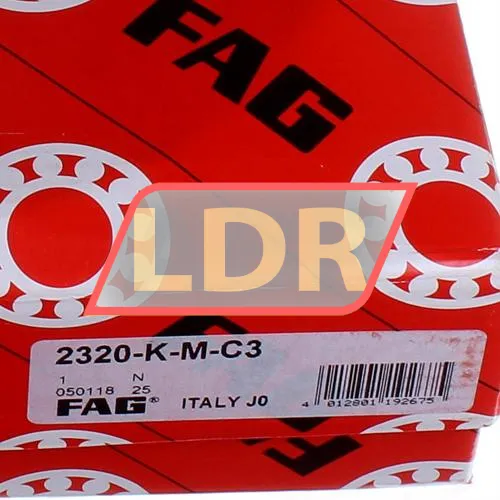 FAG
LDR
2320-K-M-C3
1 N
050118 25
FAG® ITALY J0
4 012801 192675